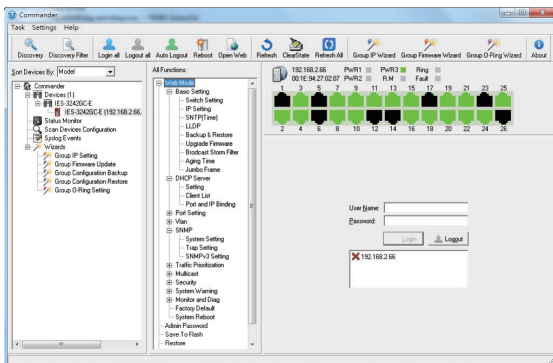 Commander
Task Settings Help
Discovery Discovery Filter Login all Logout all Auto Logout Reboot Open Web Refresh ClearState Refresh All Group IP Wizard Group Firmware Wizard Group O-Ring Wizard About
Sort Devices By: Model
Commander
Devices (1)
IES-3242GC-E
IES-3242GC-E (192.168.2.66,
Status Monitor
Scan Devices Configuration
Syslog Events
Wizards
Group IP Setting
Group Firmware Update
Group Configuration Backup
Group Configuration Restore
Group O-Ring Setting
All Functions:
Web Mode
Basic Setting
Switch Setting
IP Setting
SNTP(Time)
LLDP
Backup & Restore
Upgrade Firmware
Brodcast Storm Filter
Aging Time
Jumbo Frame
DHCP Server
Setting
Client List
Port and IP Binding
Port Setting
Vlan
SNMP
System Setting
Trap Setting
SNMPv3 Setting
Traffic Prioritization
Multicast
Security
System Warning
Monitor and Diag
Factory Default
System Reboot
Admin Password
Save To Flash
Restore
192.168.2.66 PWR1 PWR3 Ring
00:1E:94:27:02:07 PWR2 R.M Fault
1 3 5 7 9 11 13 15 17 19 21 23 25
2 4 6 8 10 12 14 16 18 20 22 24 26
User Name:
Password:
Login Logout
192.168.2.66